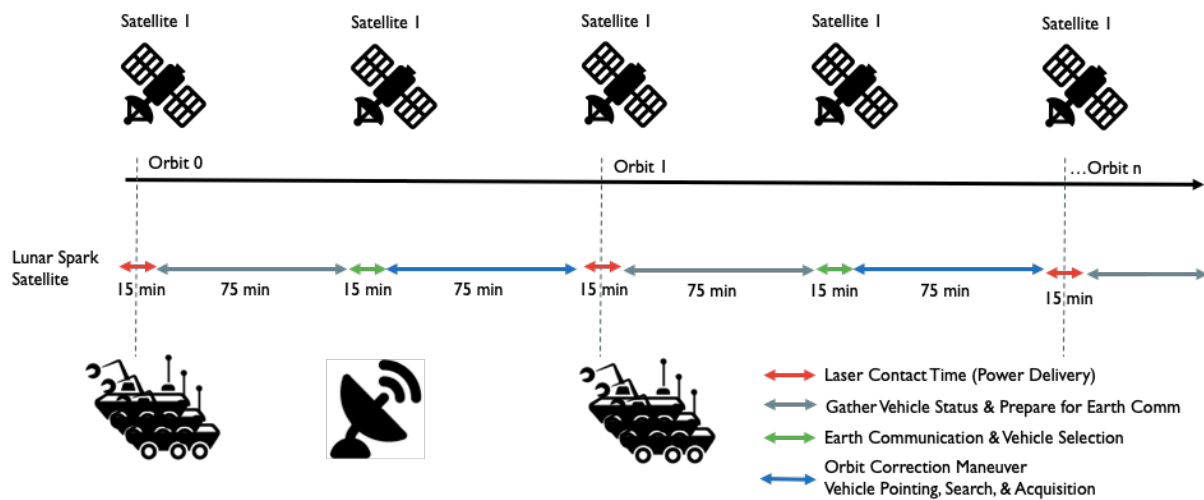 Satellite 1
Satellite 1
Satellite 1
Satellite 1
Satellite 1
Orbit 0
Orbit 1
...Orbit n
Lunar Spark
Satellite
15 min
75 min
15 min
75 min
15 min
75 min
15 min
75 min
15 min
Laser Contact Time (Power Delivery)
Gather Vehicle Status & Prepare for Earth Comm
Earth Communication & Vehicle Selection
Orbit Correction Maneuver
Vehicle Pointing, Search, & Acquisition